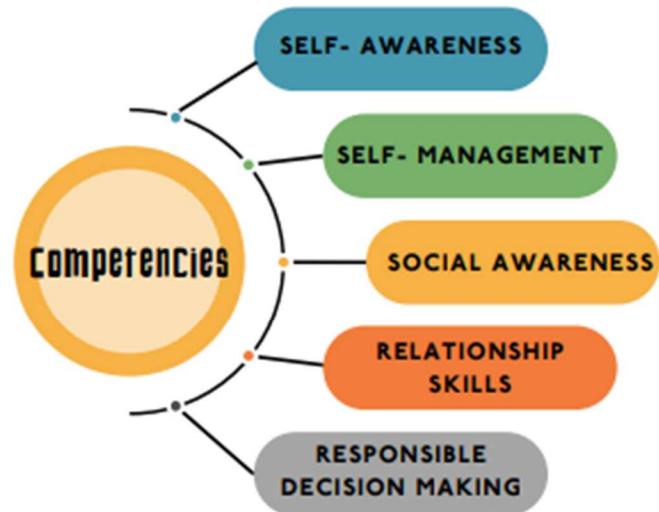 SELF- AWARENESS
SELF- MANAGEMENT
Competencies
SOCIAL AWARENESS
RELATIONSHIP
SKILLS
RESPONSIBLE
DECISION MAKING